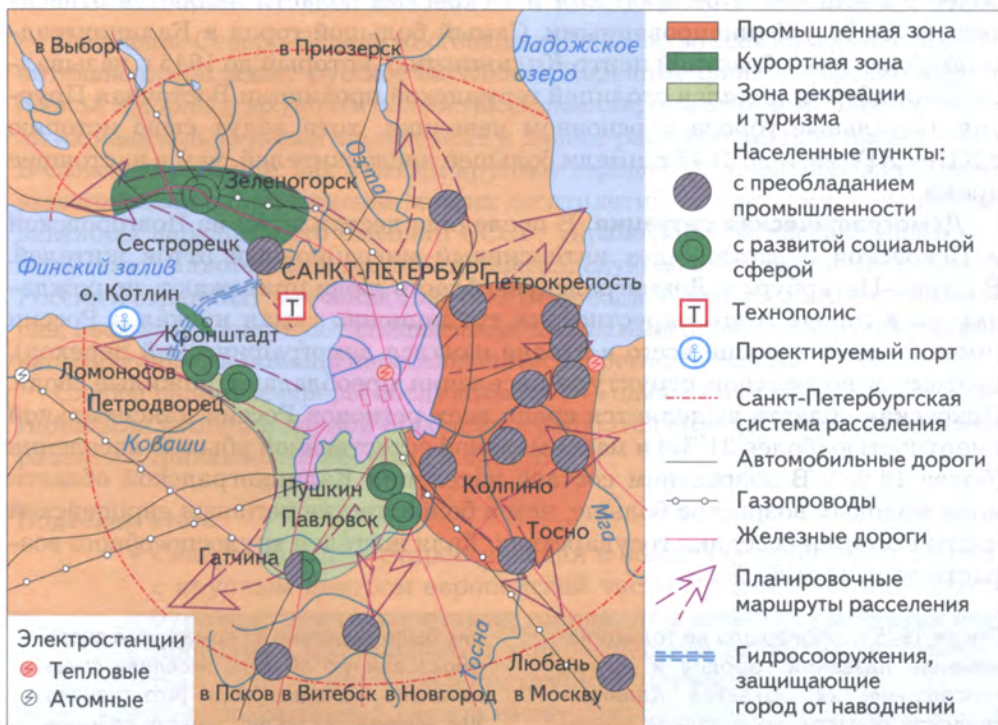 в Выборг
в Приозерск
Ладожское
озеро
Охта
Зеленогорск
Сестрорецк
Финский залив
САНКТ-ПЕТЕРБУРГ
Петрокрепость
о. Котлин
Т
Кронштадт
Ломоносов
Петродворец
Коваши
Пушкин
Колпино
Павловск
Мга
Тосно
Гатчина
Тосна
Любань
в Псков
в Витебск
в Новгород
в Москву
Электростанции
Тепловые
Атомные
Промышленная зона
Курортная зона
Зона рекреации
и туризма
Населенные пункты:
с преобладанием
промышленности
с развитой социальной
сферой
Т
Технополис
Проектируемый порт
Санкт-Петербургская
система расселения
Автомобильные дороги
Газопроводы
Железные дороги
Планировочные
маршруты расселения
Гидросооружения,
защищающие
город от наводнений